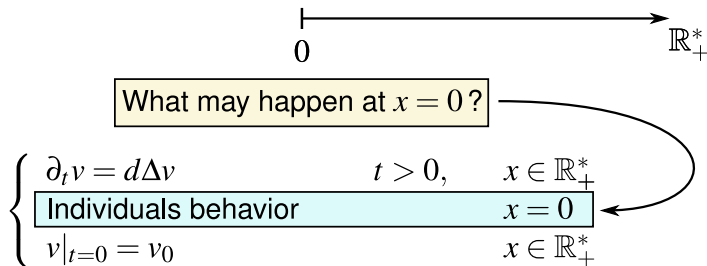 0
ℝ₊*
What may happen at x = 0 ?
∂ₜv = dΔv t > 0, x ∈ ℝ₊*
Individuals behavior x = 0
v|ₜ₌₀ = v₀ x ∈ ℝ₊*